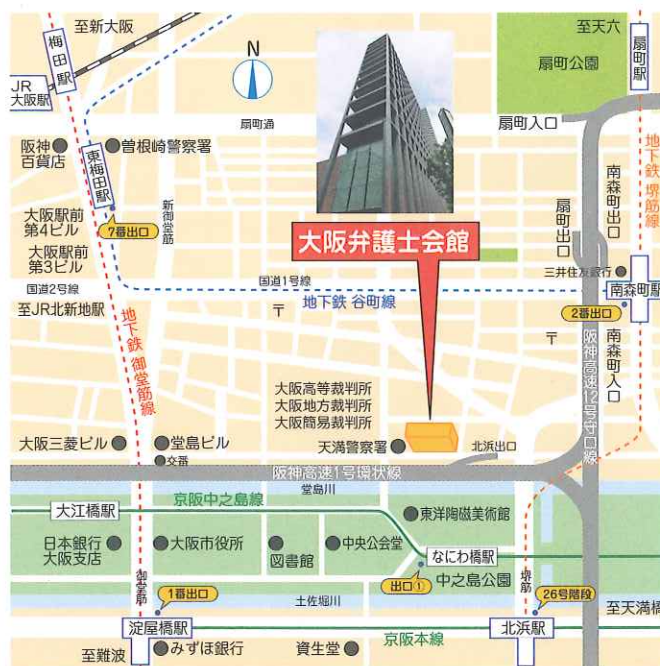 至新大阪
梅田駅
JR
大阪駅
N
至天六
扇町駅
扇町公園
扇町通
扇町入口
阪神
百貨店
曽根崎警察署
東梅田駅
新御堂筋
7番出口
大阪駅前
第4ビル
大阪駅前
第3ビル
大阪弁護士会館
扇町出口
南森町出口
地下鉄 堺筋線
三井住友銀行
国道2号線
国道1号線
南森町駅
至JR北新地駅
地下鉄 谷町線
2番出口
〒
〒
地下鉄 御堂筋線
南森町入口
阪神高速12号守口線
大阪高等裁判所
大阪地方裁判所
大阪簡易裁判所
大阪三菱ビル
堂島ビル
交番
天満警察署
北浜出口
阪神高速1号環状線
堂島川
京阪中之島線
大江橋駅
東洋陶磁美術館
日本銀行
大阪支店
大阪市役所
図書館
中央公会堂
なにわ橋駅
出口①
中之島公園
御堂筋
堺筋
1番出口
土佐堀川
26号階段
至天満橋
淀屋橋駅
京阪本線
北浜駅
至難波
みずほ銀行
資生堂